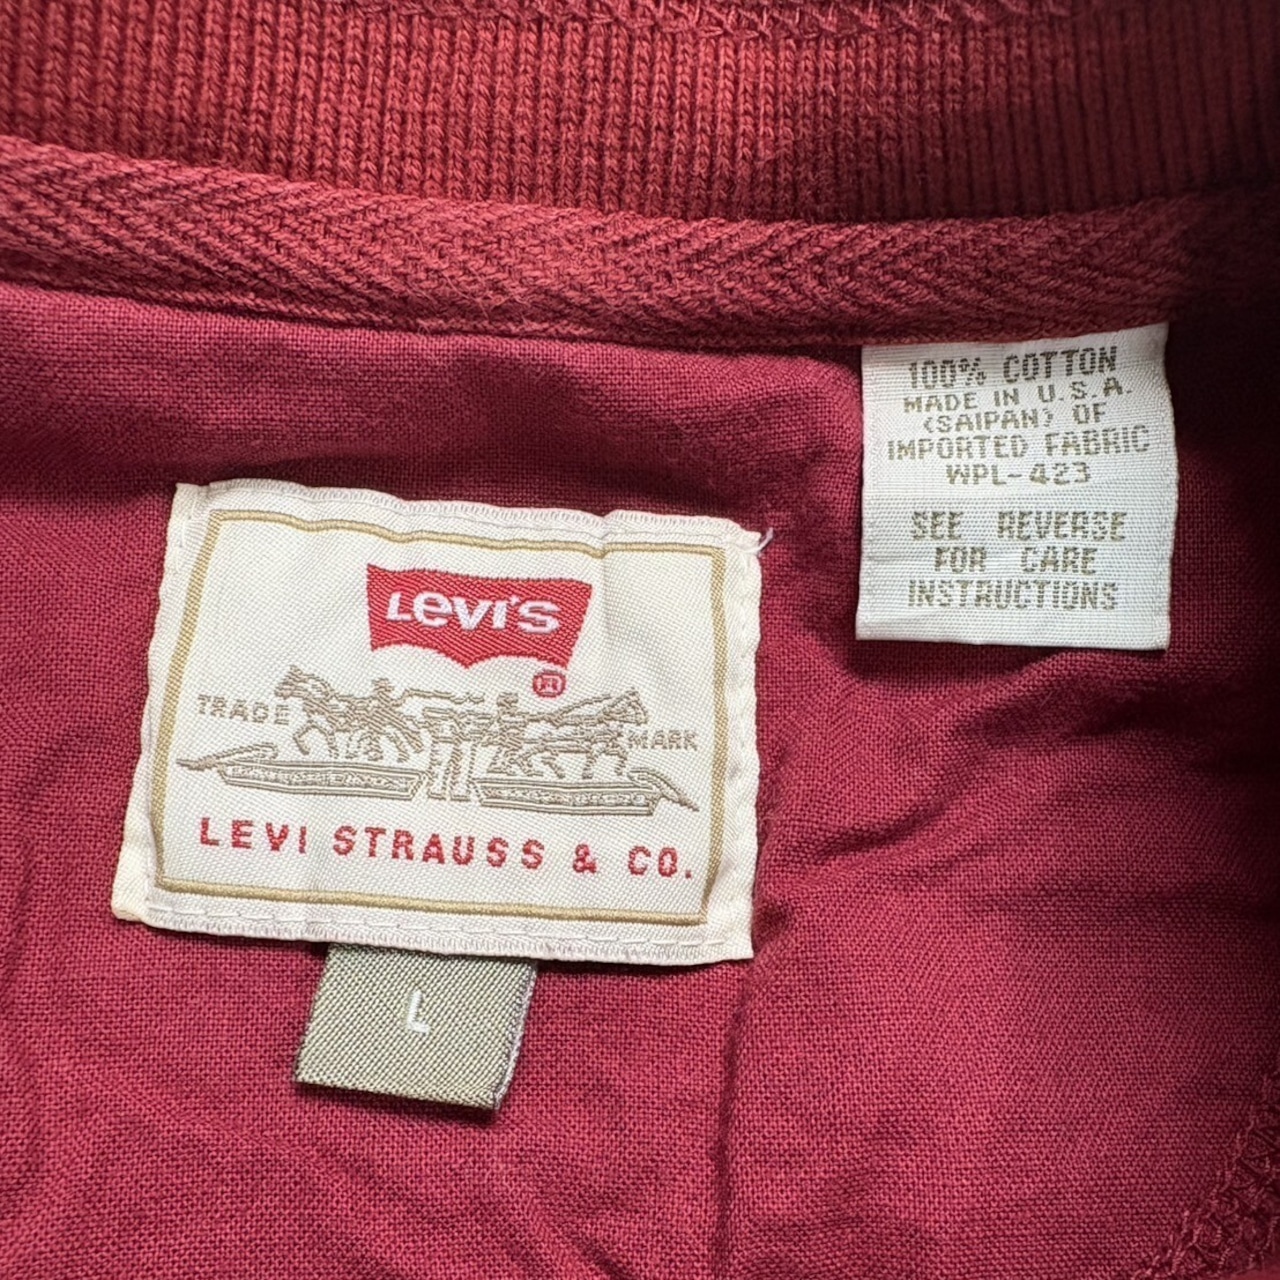 100% COTTON
MADE IN U.S.A.
(SAIPAN) OF
IMPORTED FABRIC
WPL-423
SEE REVERSE
FOR CARE
INSTRUCTIONS
LEVI'S
®
TRADE MARK
LEVI STRAUSS & CO.
L